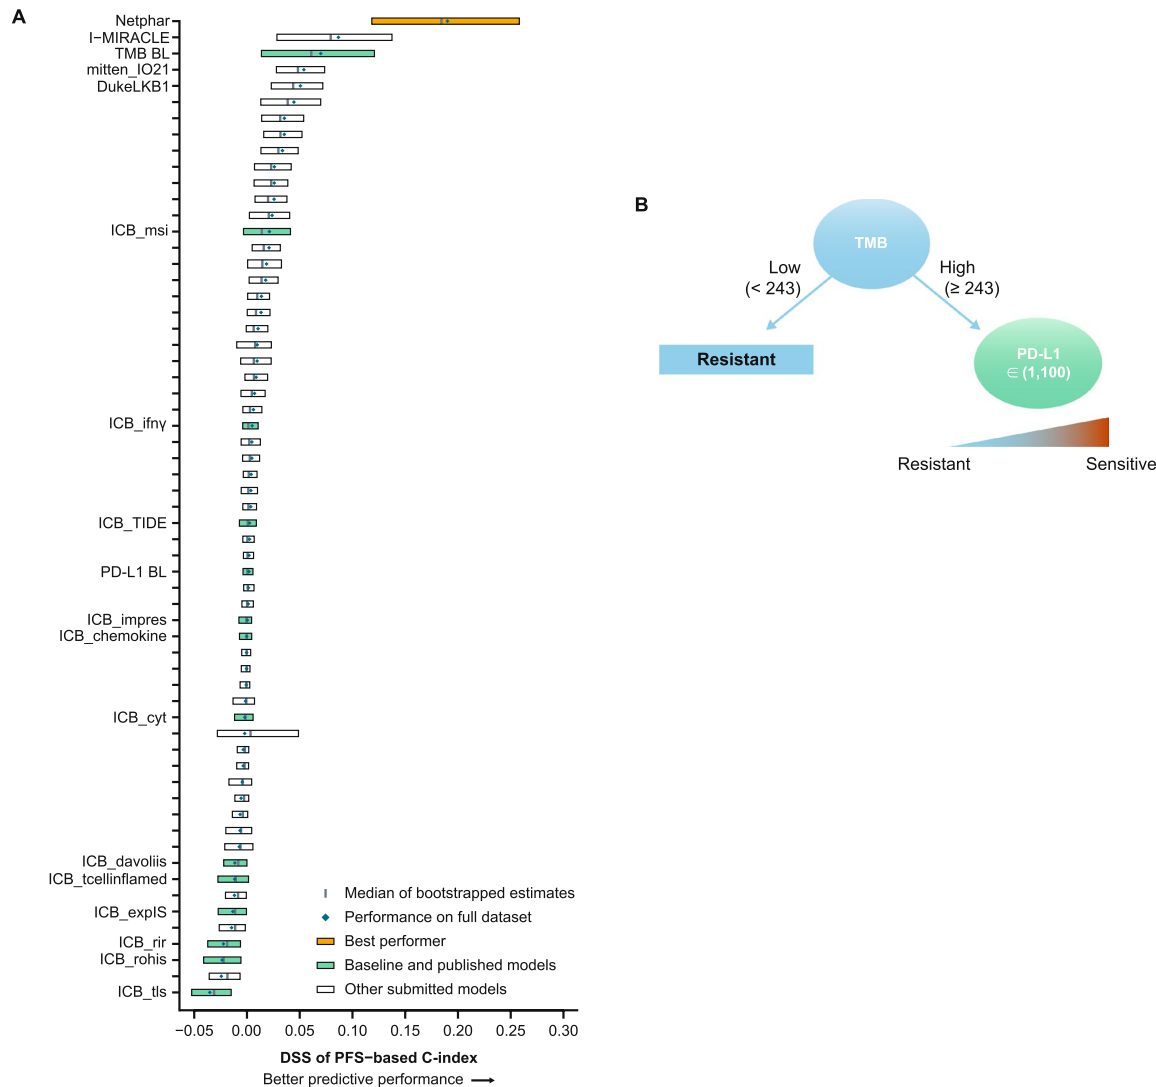 A
Netphar
I−MIRACLE
TMB BL
mitten_IO21
DukeLKB1
ICB_msi
ICB_ifnγ
ICB_TIDE
PD-L1 BL
ICB_impres
ICB_chemokine
ICB_cyt
ICB_davoliis
ICB_tcellinflamed
ICB_expIS
ICB_rir
ICB_rohis
ICB_tls
Median of bootstrapped estimates
Performance on full dataset
Best performer
Baseline and published models
Other submitted models
−0.05 0.00 0.05 0.10 0.15 0.20 0.25 0.30
DSS of PFS−based C-index
Better predictive performance
B
TMB
Low
(< 243)
High
(≥ 243)
Resistant
PD-L1
∈ (1,100)
Resistant
Sensitive